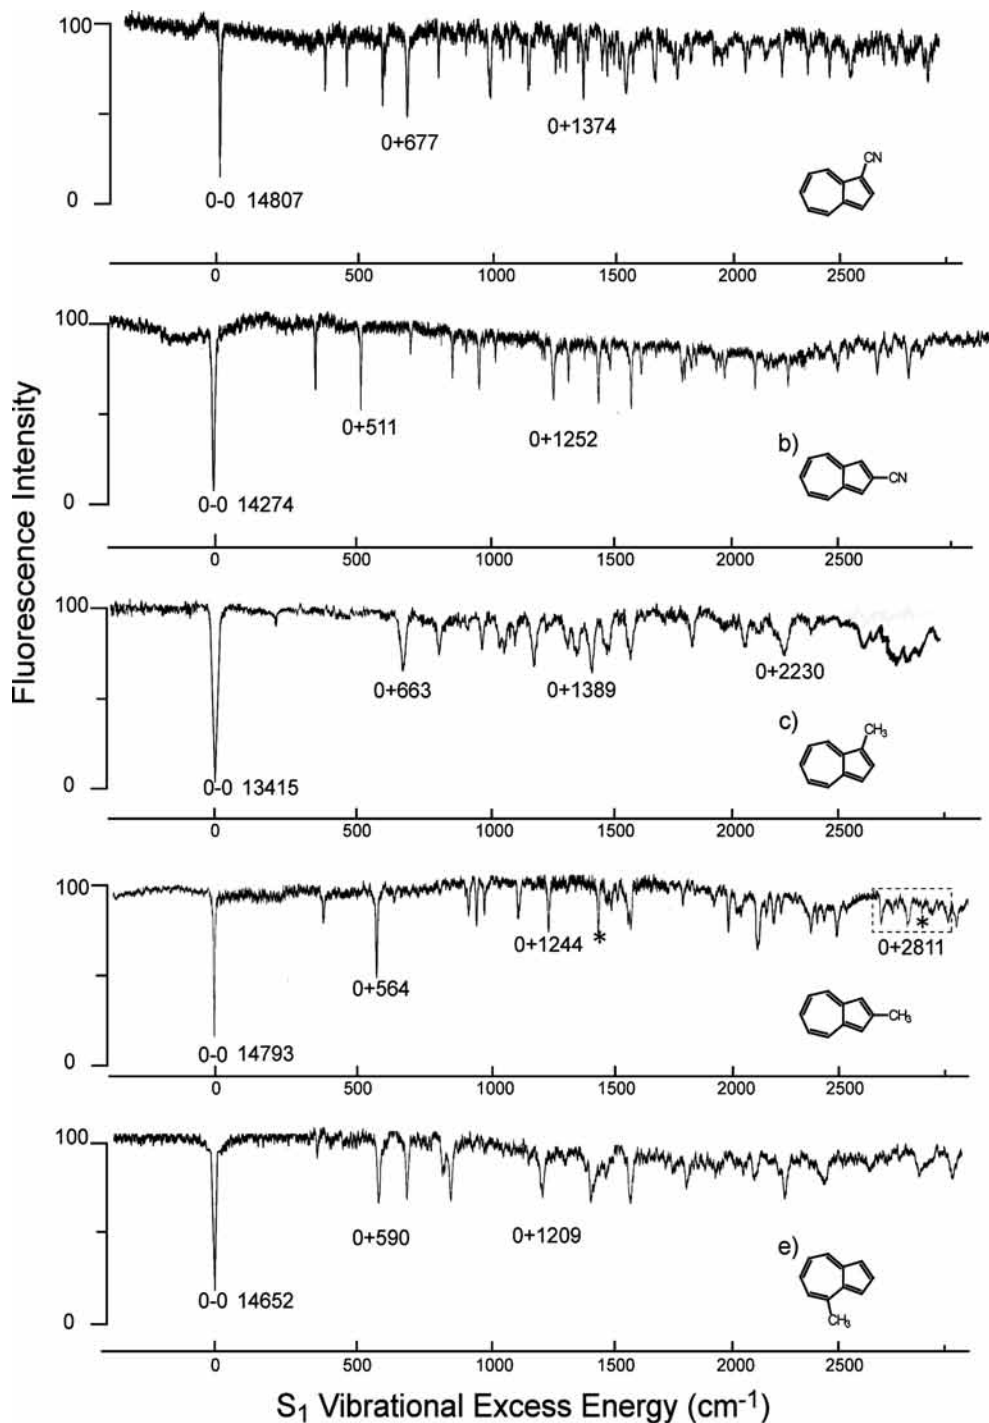 Fluorescence Intensity
100
0+677
0+1374
CN
0
0-0 14807
0 500 1000 1500 2000 2500
100
0+511
0+1252
b)
CN
0
0-0 14274
0 500 1000 1500 2000 2500
100
0+663
0+1389
0+2230
c)
CH3
0
0-0 13415
0 500 1000 1500 2000 2500
100
*
*
0+1244
0+2811
0+564
CH3
0
0-0 14793
0 500 1000 1500 2000 2500
100
0+590
0+1209
e)
0-0 14652
CH3
0
0 500 1000 1500 2000 2500
S1 Vibrational Excess Energy (cm-1)